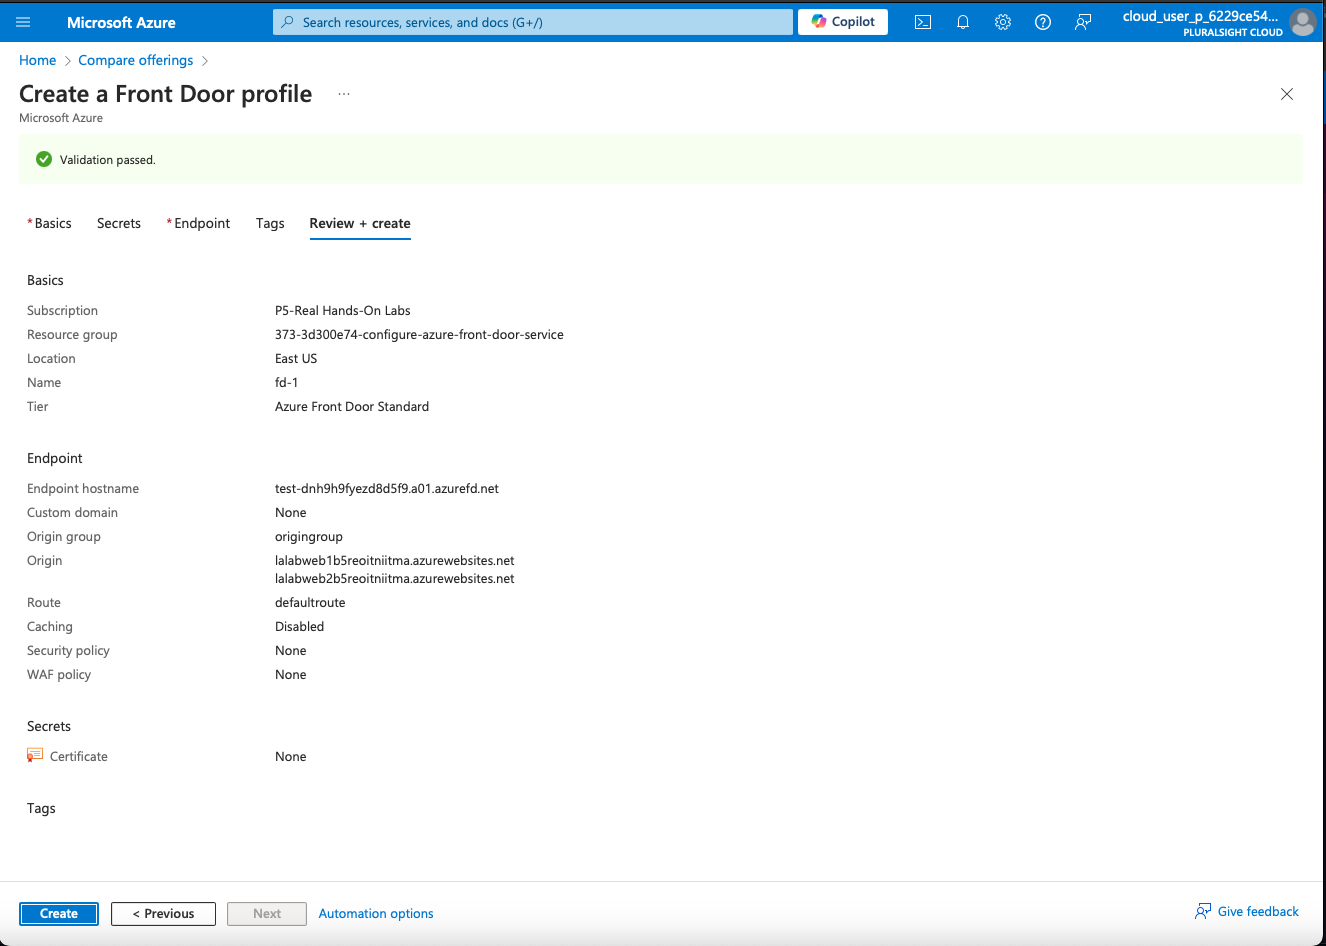 Microsoft Azure
Search resources, services, and docs (G+/)
Copilot
cloud_user_p_6229ce54...
PLURALSIGHT CLOUD
Home > Compare offerings >
Create a Front Door profile ...
Microsoft Azure
Validation passed.
* Basics Secrets * Endpoint Tags Review + create
Basics
Subscription P5-Real Hands-On Labs
Resource group 373-3d300e74-configure-azure-front-door-service
Location East US
Name fd-1
Tier Azure Front Door Standard
Endpoint
Endpoint hostname test-dnh9h9fyezd8d5f9.a01.azurefd.net
Custom domain None
Origin group origingroup
Origin lalabweb1b5reoitniitma.azurewebsites.net
lalabweb2b5reoitniitma.azurewebsites.net
Route defaultroute
Caching Disabled
Security policy None
WAF policy None
Secrets
Certificate None
Tags
Create < Previous Next Automation options Give feedback